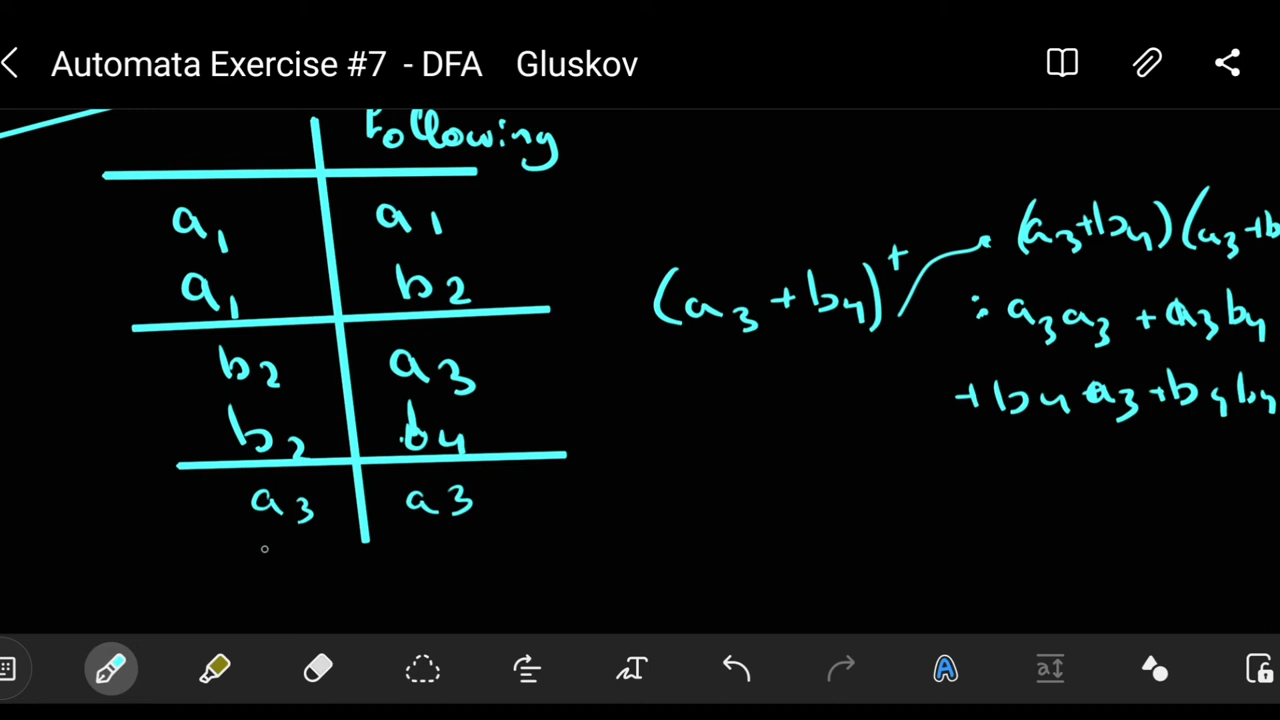 Automata Exercise #7 - DFA Gluskov
Following
a1 a1
a1 b2
b2 a3
b2 b4
a3 a3
(a3+b4)+
(a3+b4)(a3+b
: a3a3 + a3b4
+ b4a3 + b4b4
A
a